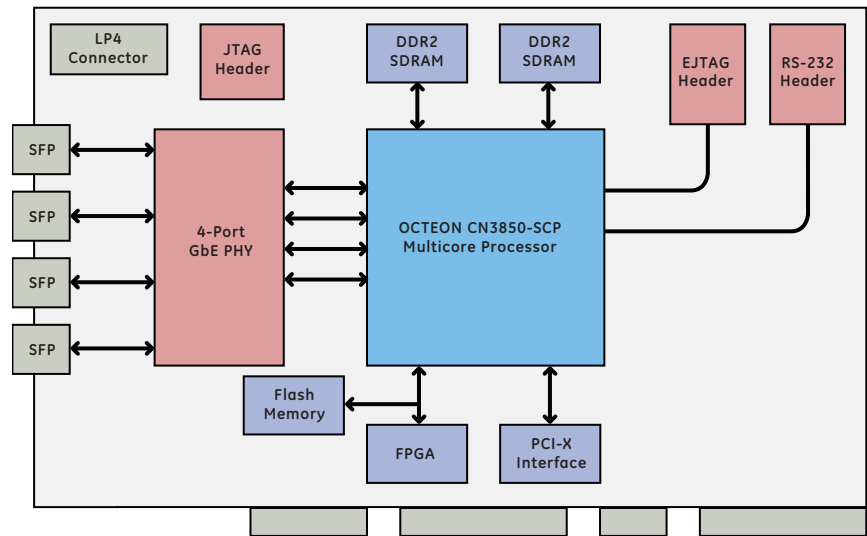 LP4
Connector
JTAG
Header
DDR2
SDRAM
DDR2
SDRAM
EJTAG
Header
RS-232
Header
SFP
SFP
SFP
SFP
4-Port
GbE PHY
OCTEON CN3850-SCP
Multicore Processor
Flash
Memory
FPGA
PCI-X
Interface